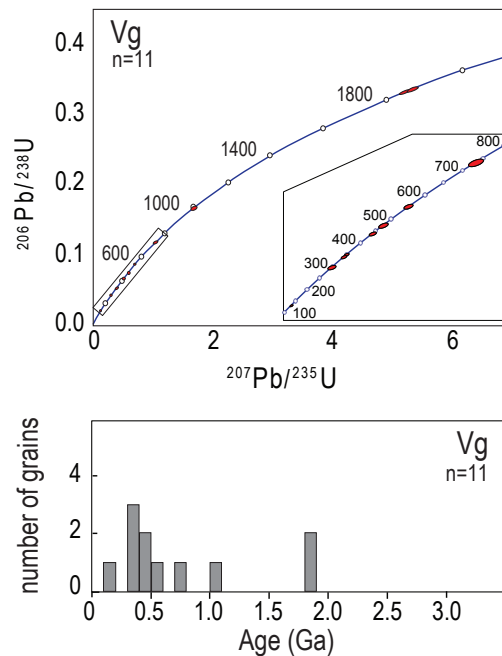 Vg
n=11
0.4
0.3
0.2
0.1
0.0
²⁰⁶Pb/²³⁸U
600
1000
1400
1800
100
200
300
400
500
600
700
800
0 2 4 6
²⁰⁷Pb/²³⁵U
Vg
n=11
number of grains
4
2
0
0 0.5 1.0 1.5 2.0 2.5 3.0
Age (Ga)